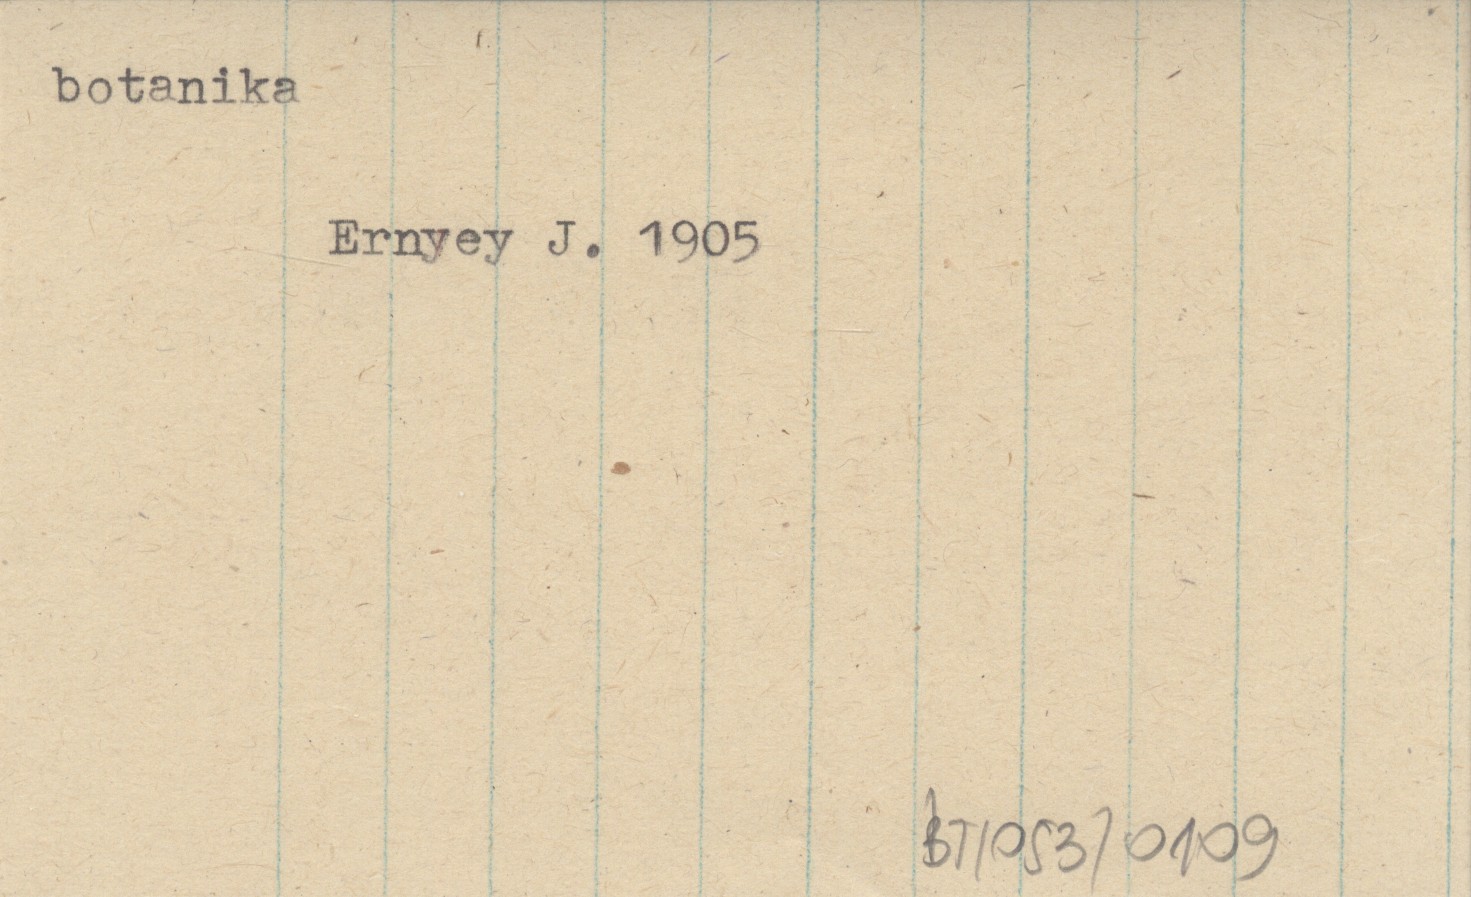 botanika
Ernyey J. 1905
BT/053/0109